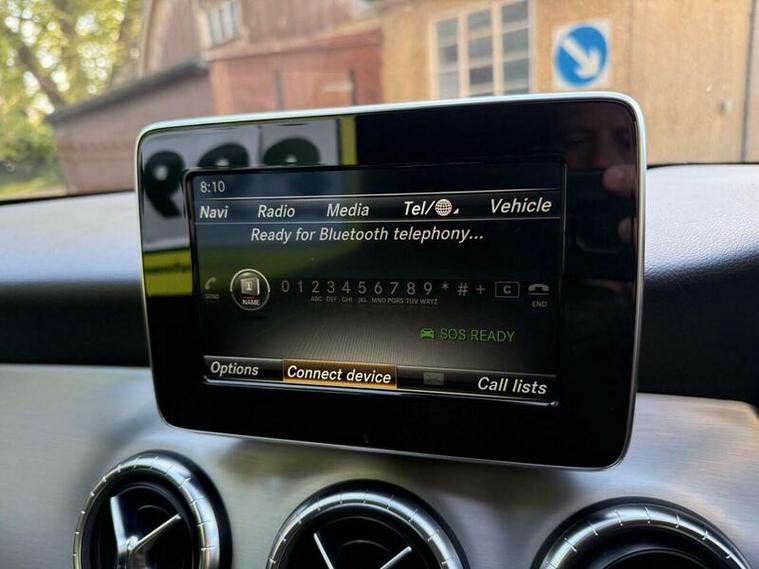 8:10
Navi Radio Media Tel/ Vehicle
Ready for Bluetooth telephony...
SEND NAME 0 1 2 3 4 5 6 7 8 9 * # + C END
ABC DEF GHI JKL MNO PQRS TUV WXYZ
SOS READY
Options Connect device Call lists